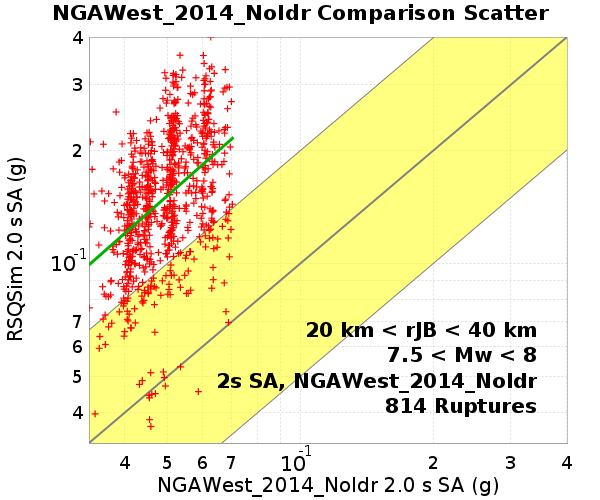 NGAWest_2014_NoIdr Comparison Scatter
RSQSim 2.0 s SA (g)
4
3
2
10-1
7
6
5
4
20 km < rJB < 40 km
7.5 < Mw < 8
2s SA, NGAWest_2014_NoIdr
814 Ruptures
4 5 6 7 10-1 2 3 4
NGAWest_2014_NoIdr 2.0 s SA (g)